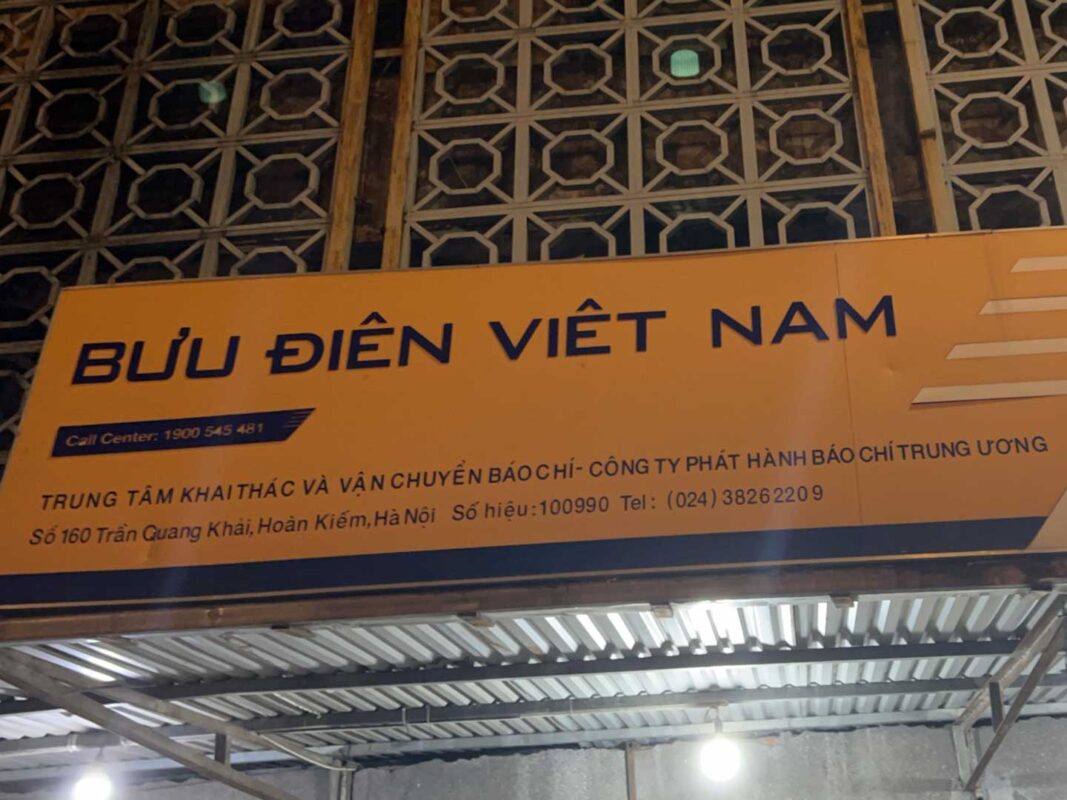 BƯU ĐIÊN VIÊT NAM
Call Center: 1900 545 481
TRUNG TÂM KHAI THÁC VÀ VẬN CHUYỂN BÁO CHÍ - CÔNG TY PHÁT HÀNH BÁO CHÍ TRUNG ƯƠNG
Số 160 Trần Quang Khải, Hoàn Kiếm, Hà Nội Số hiệu: 100990 Tel: (024) 38262209